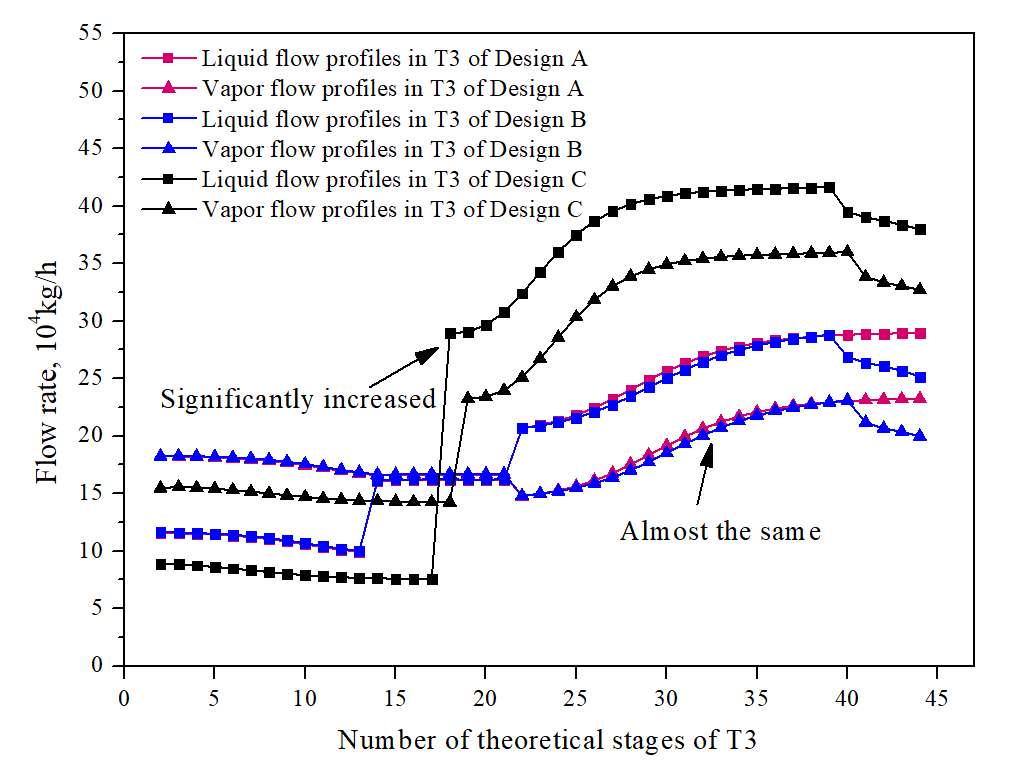 55
50
45
40
35
30
25
20
15
10
5
0
Flow rate, 10⁴kg/h
Liquid flow profiles in T3 of Design A
Vapor flow profiles in T3 of Design A
Liquid flow profiles in T3 of Design B
Vapor flow profiles in T3 of Design B
Liquid flow profiles in T3 of Design C
Vapor flow profiles in T3 of Design C
Significantly increased
Almost the same
0 5 10 15 20 25 30 35 40 45
Number of theoretical stages of T3